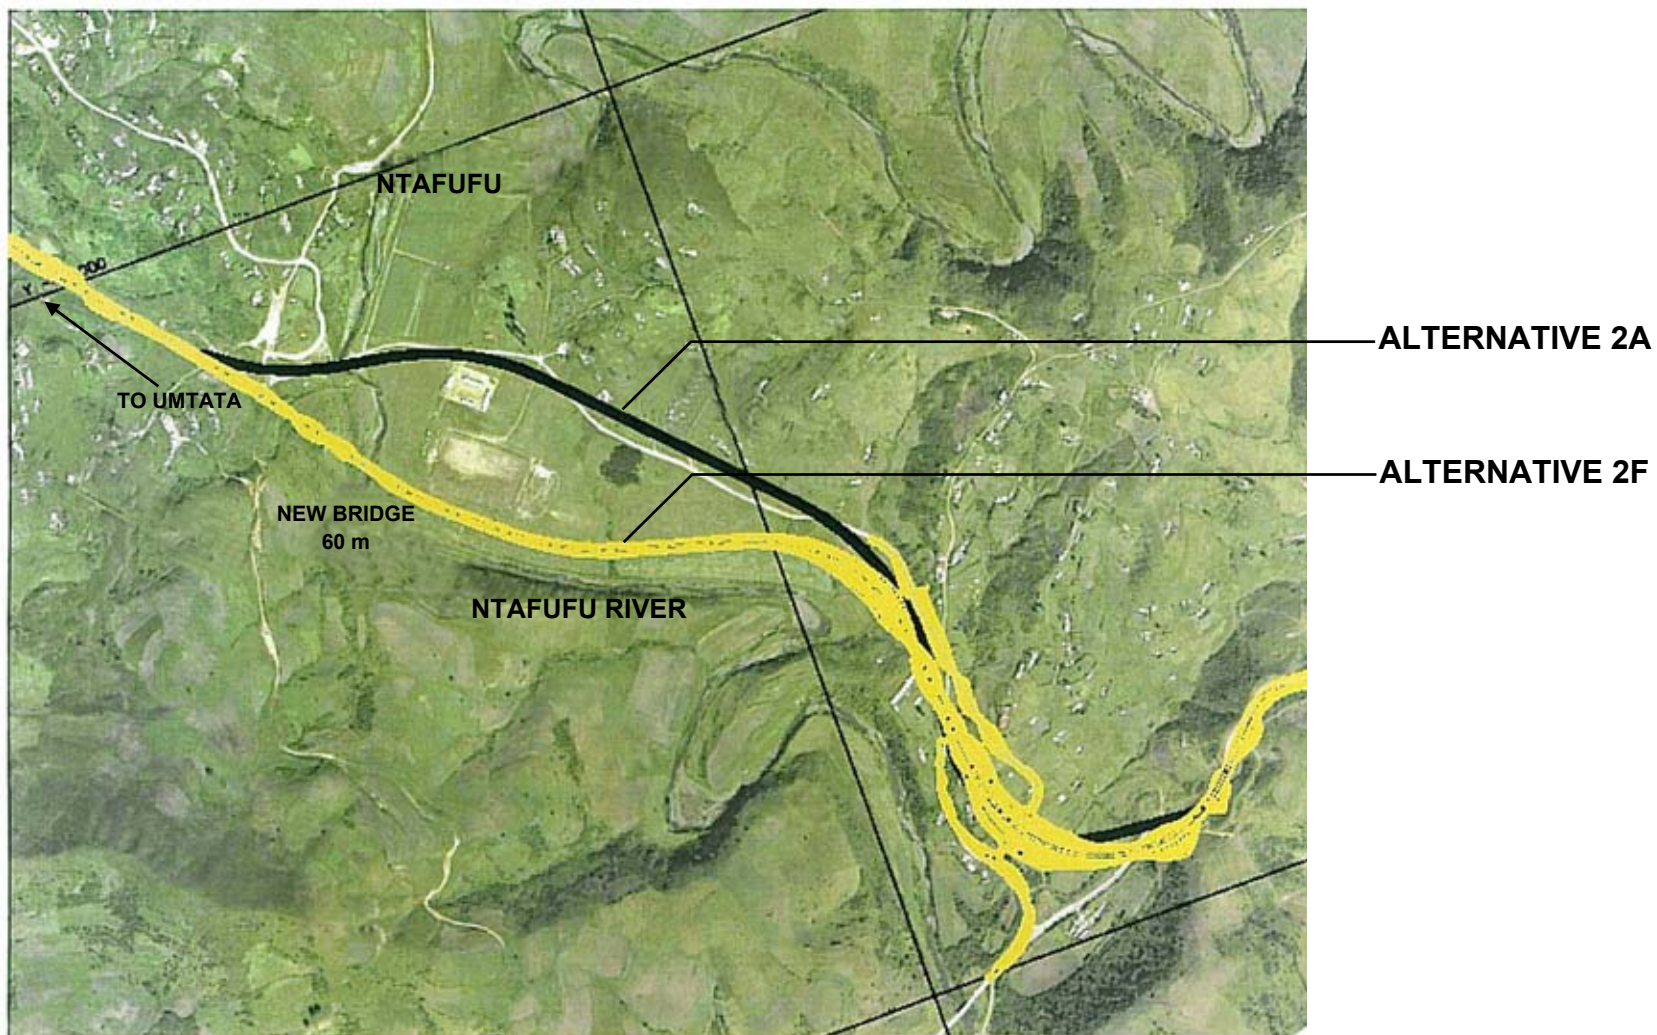 NTAFUFU
ALTERNATIVE 2A
TO UMTATA
ALTERNATIVE 2F
NEW BRIDGE
60 m
NTAFUFU RIVER